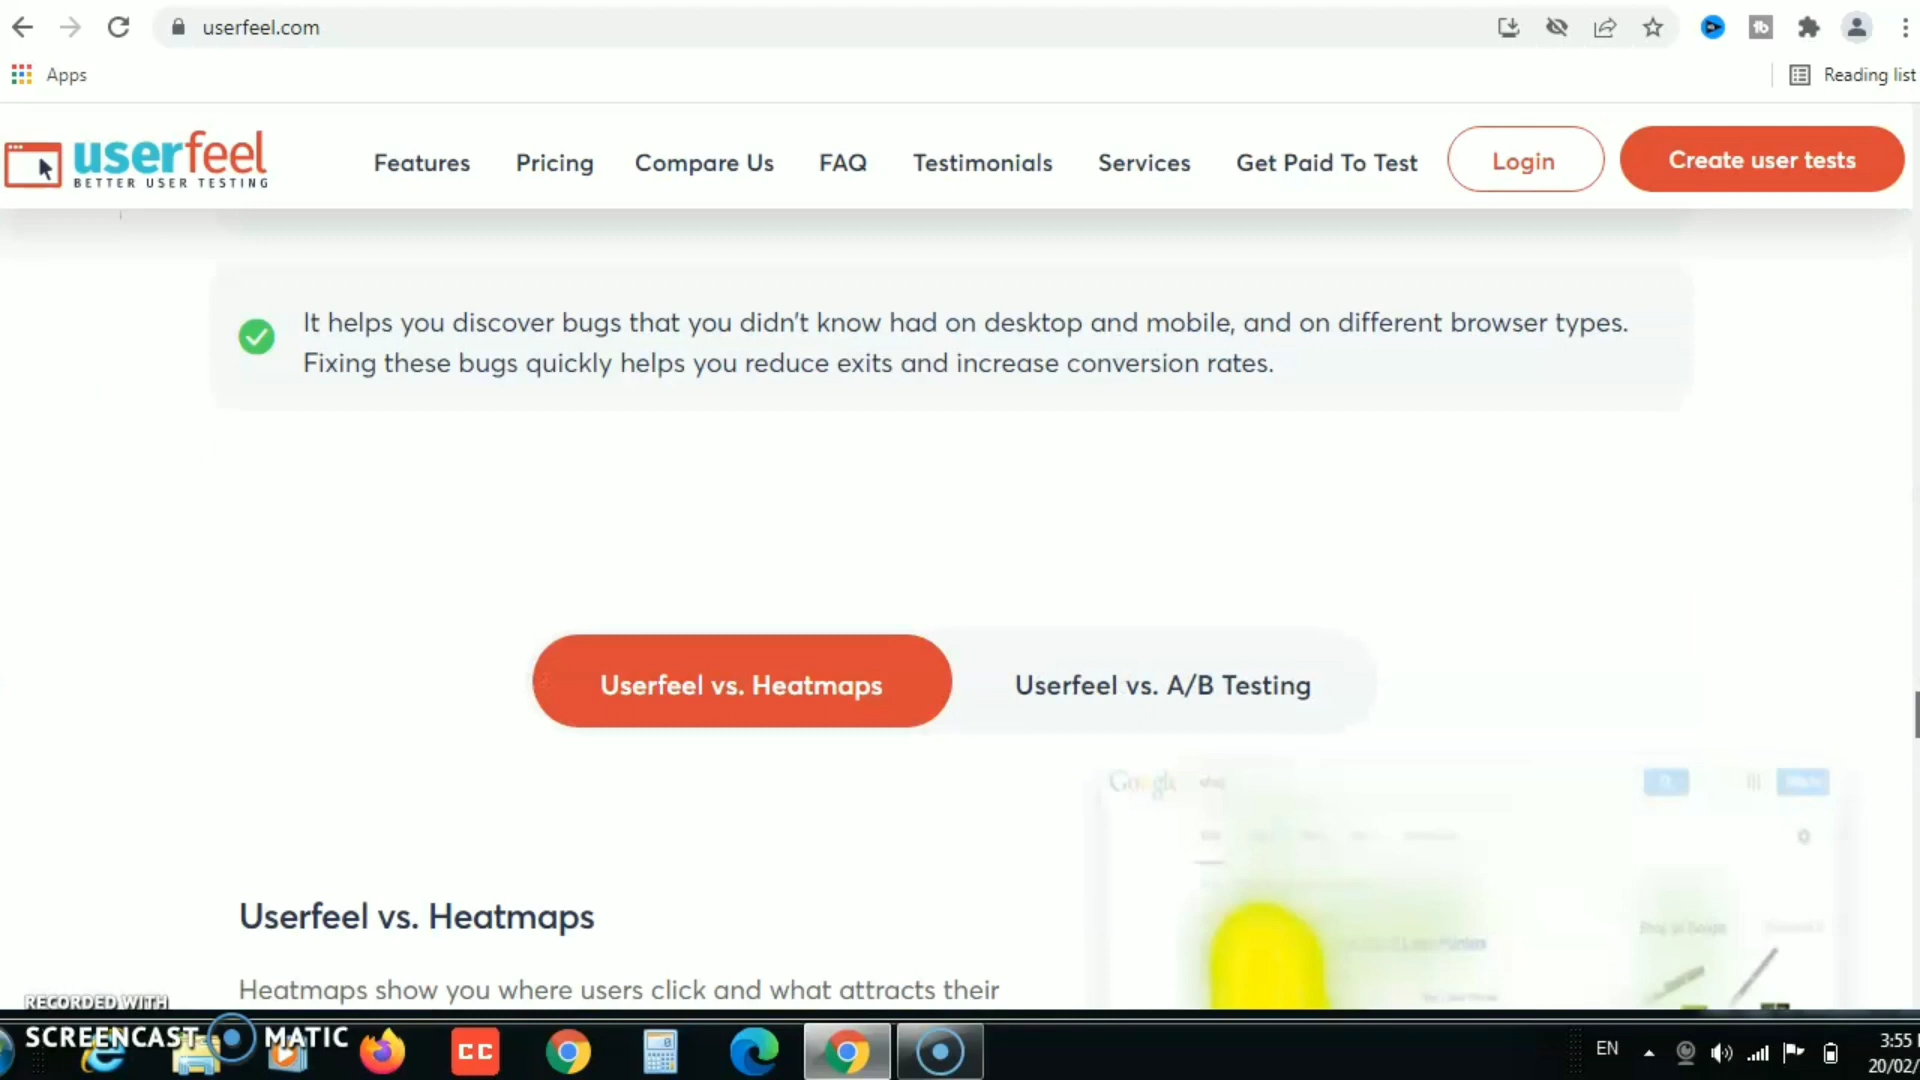 userfeel.com
Apps
Reading list
userfeel
BETTER USER TESTING
Features
Pricing
Compare Us
FAQ
Testimonials
Services
Get Paid To Test
Login
Create user tests
It helps you discover bugs that you didn't know had on desktop and mobile, and on different browser types.
Fixing these bugs quickly helps you reduce exits and increase conversion rates.
Userfeel vs. Heatmaps
Userfeel vs. A/B Testing
Google
Userfeel vs. Heatmaps
Heatmaps show you where users click and what attracts their
RECORDED WITH
SCREENCAST MATIC
CC
EN
3:55
20/02/